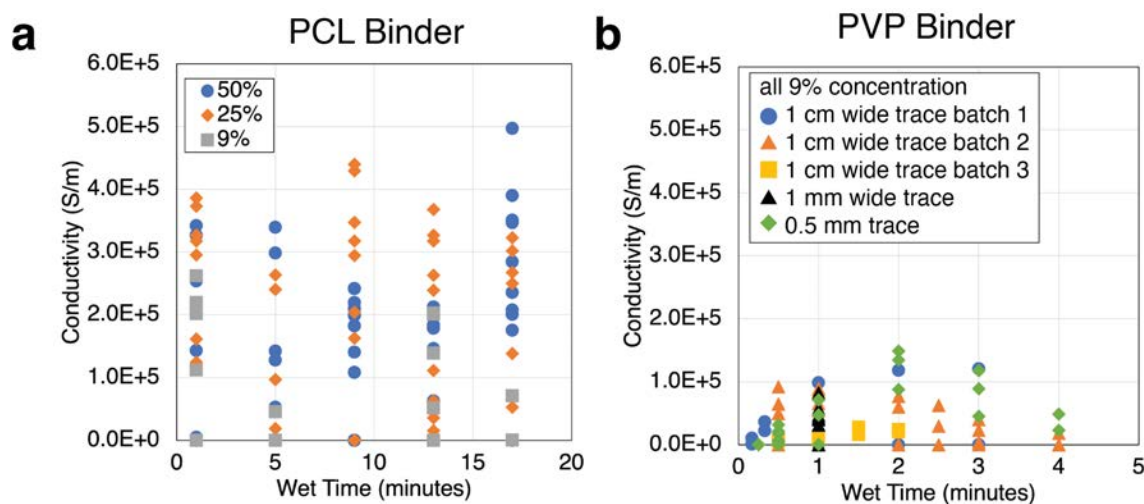 a
PCL Binder
6.0E+5
5.0E+5
4.0E+5
3.0E+5
2.0E+5
1.0E+5
0.0E+0
Conductivity (S/m)
50%
25%
9%
0
5
10
15
20
Wet Time (minutes)
b
PVP Binder
6.0E+5
5.0E+5
4.0E+5
3.0E+5
2.0E+5
1.0E+5
0.0E+0
Conductivity (S/m)
all 9% concentration
1 cm wide trace batch 1
1 cm wide trace batch 2
1 cm wide trace batch 3
1 mm wide trace
0.5 mm trace
0
1
2
3
4
5
Wet Time (minutes)